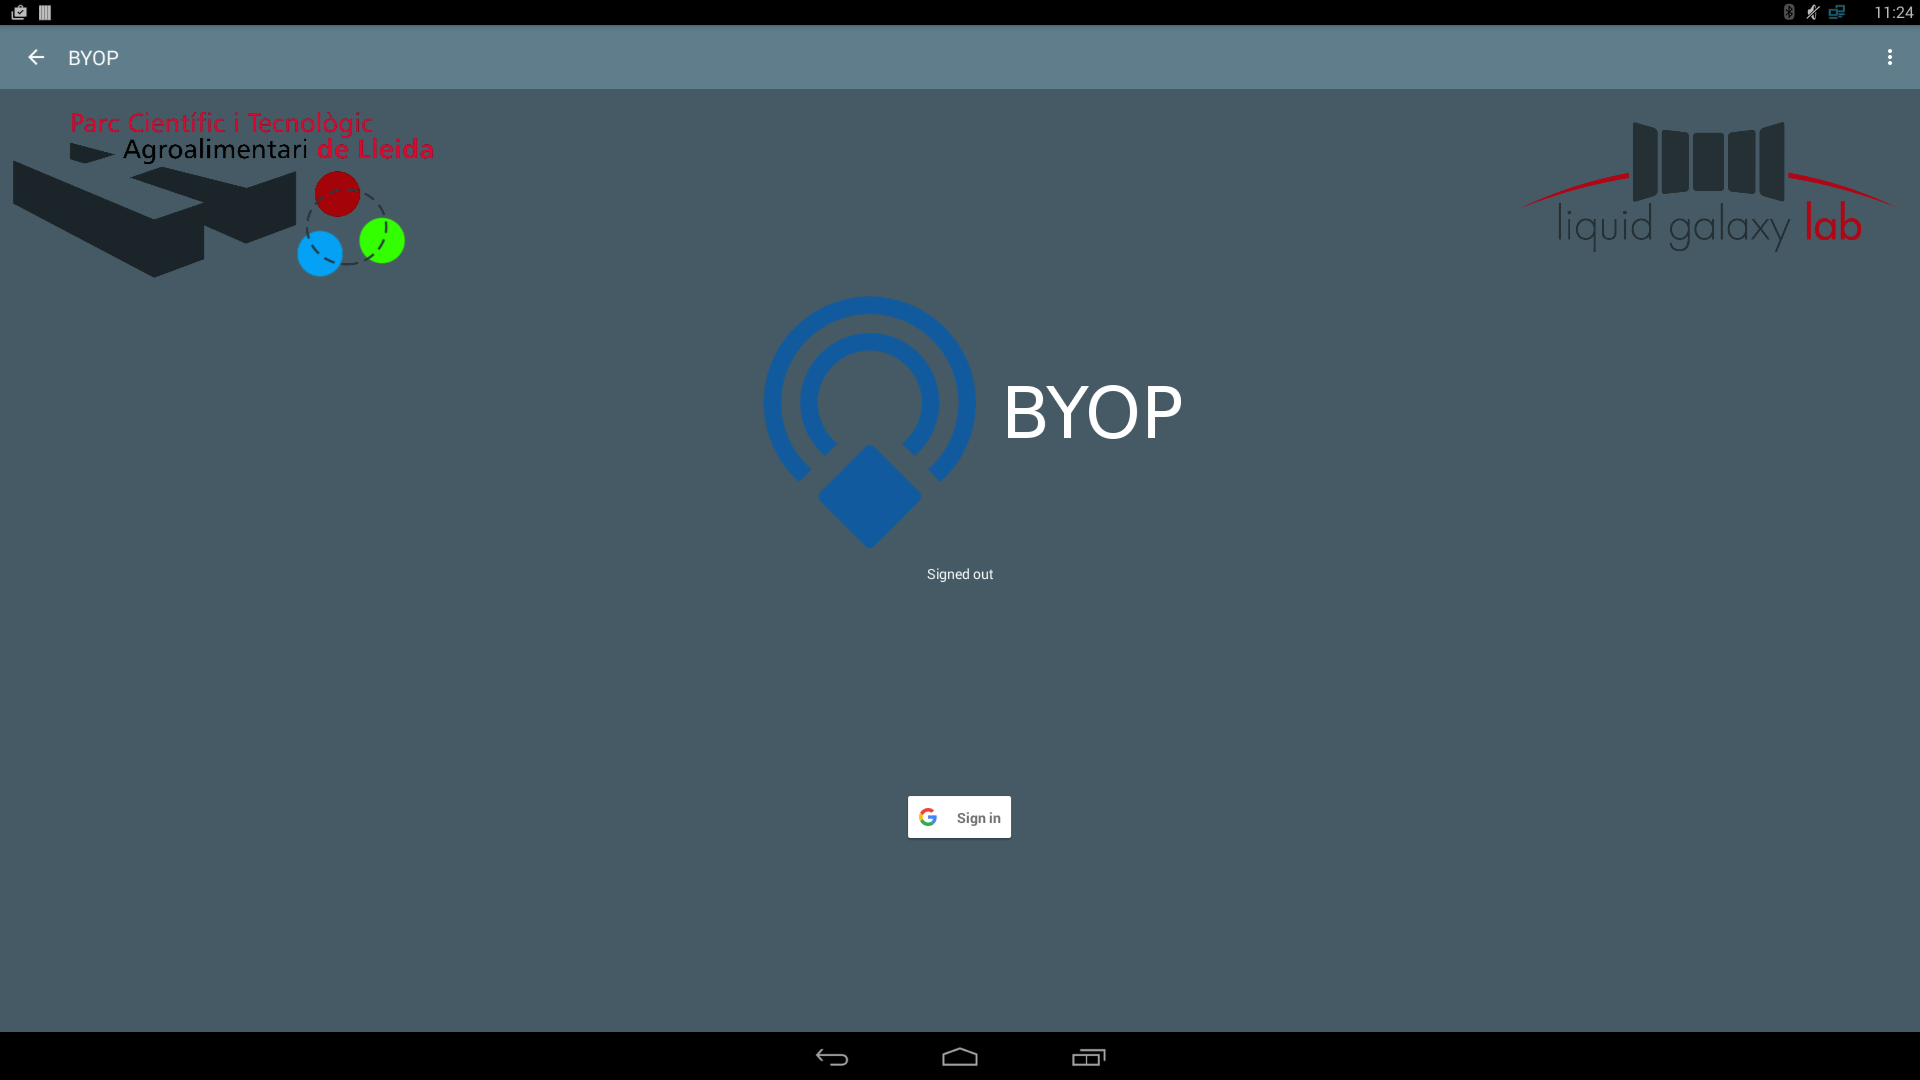 11:24
BYOP
Parc Científic i Tecnològic
Agroalimentari de Lleida
liquid galaxy lab
BYOP
Signed out
Sign in